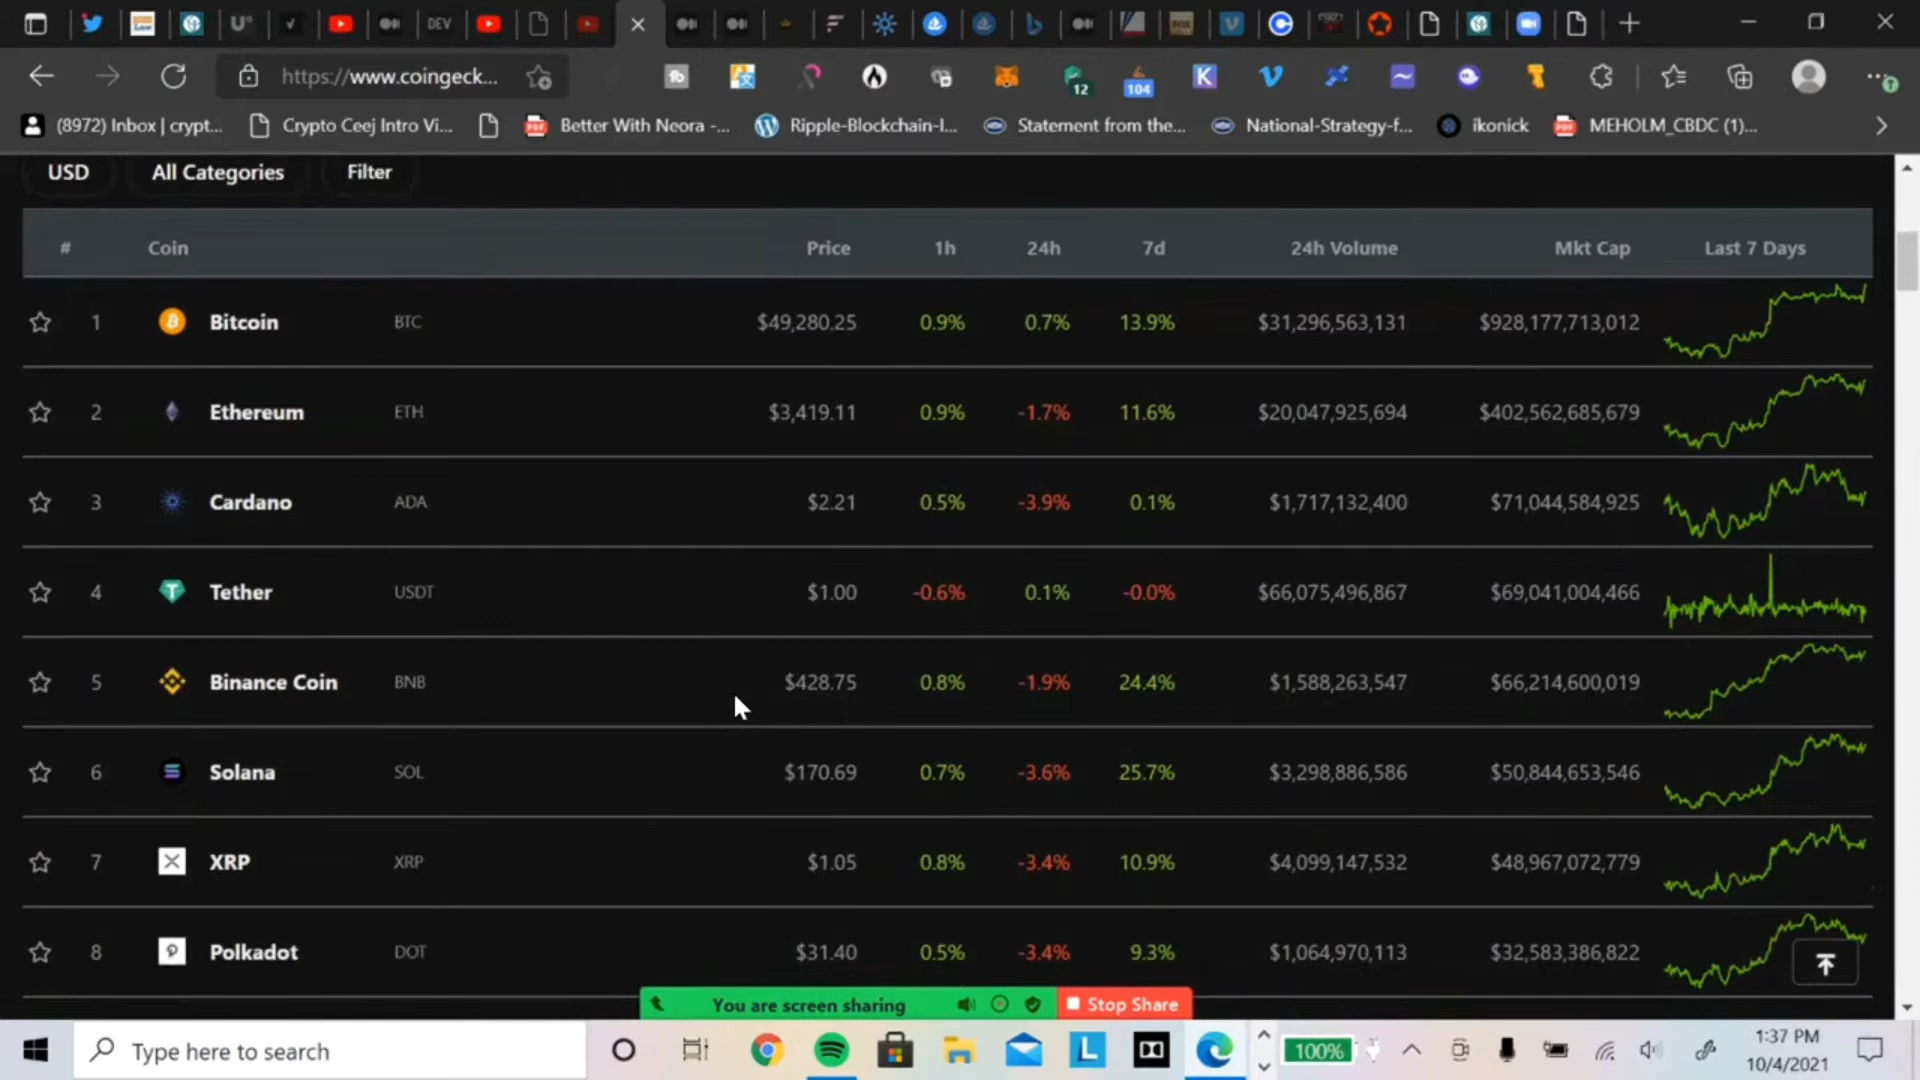 DEV
https://www.coingeck...
12
104
(8972) Inbox | crypt...
Crypto Ceej Intro Vi...
Better With Neora -...
Ripple-Blockchain-I...
Statement from the...
National-Strategy-f...
ikonick
MEHOLM_CBDC (1)...
USD All Categories Filter
# Coin Price 1h 24h 7d 24h Volume Mkt Cap Last 7 Days
1 Bitcoin BTC $49,280.25 0.9% 0.7% 13.9% $31,296,563,131 $928,177,713,012
2 Ethereum ETH $3,419.11 0.9% -1.7% 11.6% $20,047,925,694 $402,562,685,679
3 Cardano ADA $2.21 0.5% -3.9% 0.1% $1,717,132,400 $71,044,584,925
4 Tether USDT $1.00 -0.6% 0.1% -0.0% $66,075,496,867 $69,041,004,466
5 Binance Coin BNB $428.75 0.8% -1.9% 24.4% $1,588,263,547 $66,214,600,019
6 Solana SOL $170.69 0.7% -3.6% 25.7% $3,298,886,586 $50,844,653,546
7 XRP XRP $1.05 0.8% -3.4% 10.9% $4,099,147,532 $48,967,072,779
8 Polkadot DOT $31.40 0.5% -3.4% 9.3% $1,064,970,113 $32,583,386,822
You are screen sharing Stop Share
Type here to search
100%
1:37 PM
10/4/2021